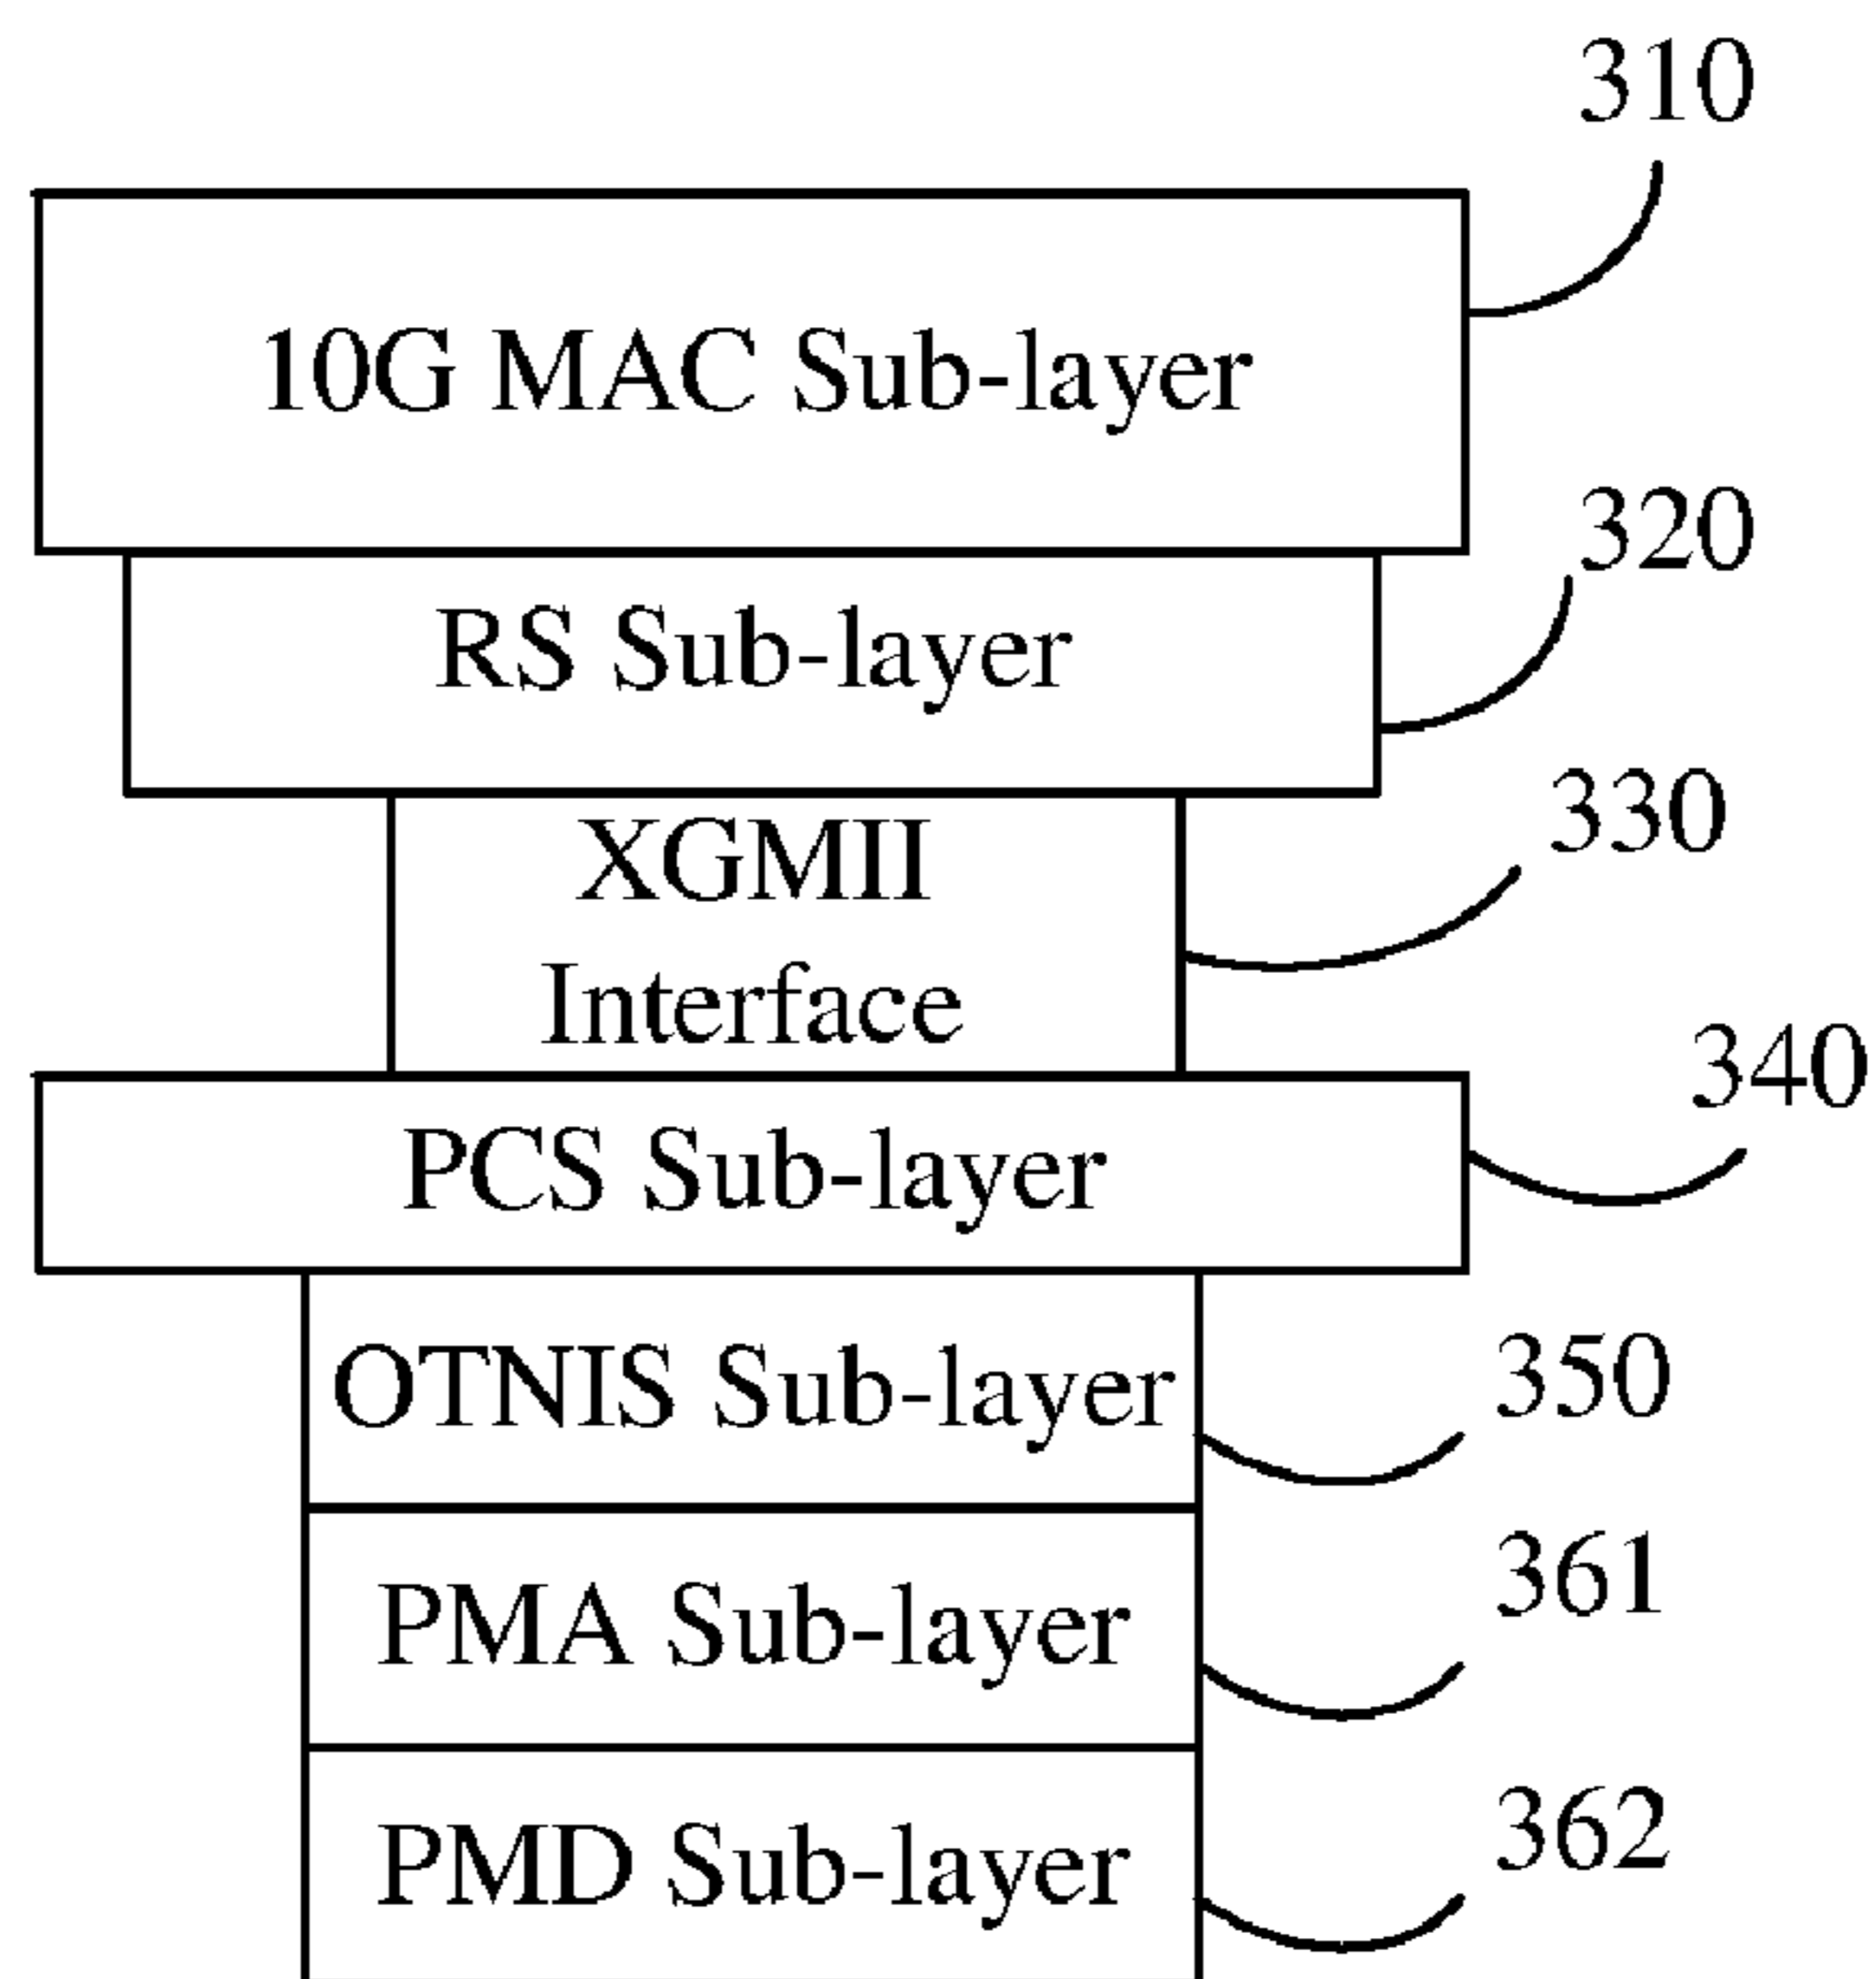 310
10G MAC Sub-layer
320
RS Sub-layer
330
XGMII
Interface
340
PCS Sub-layer
350
OTNIS Sub-layer
361
PMA Sub-layer
362
PMD Sub-layer